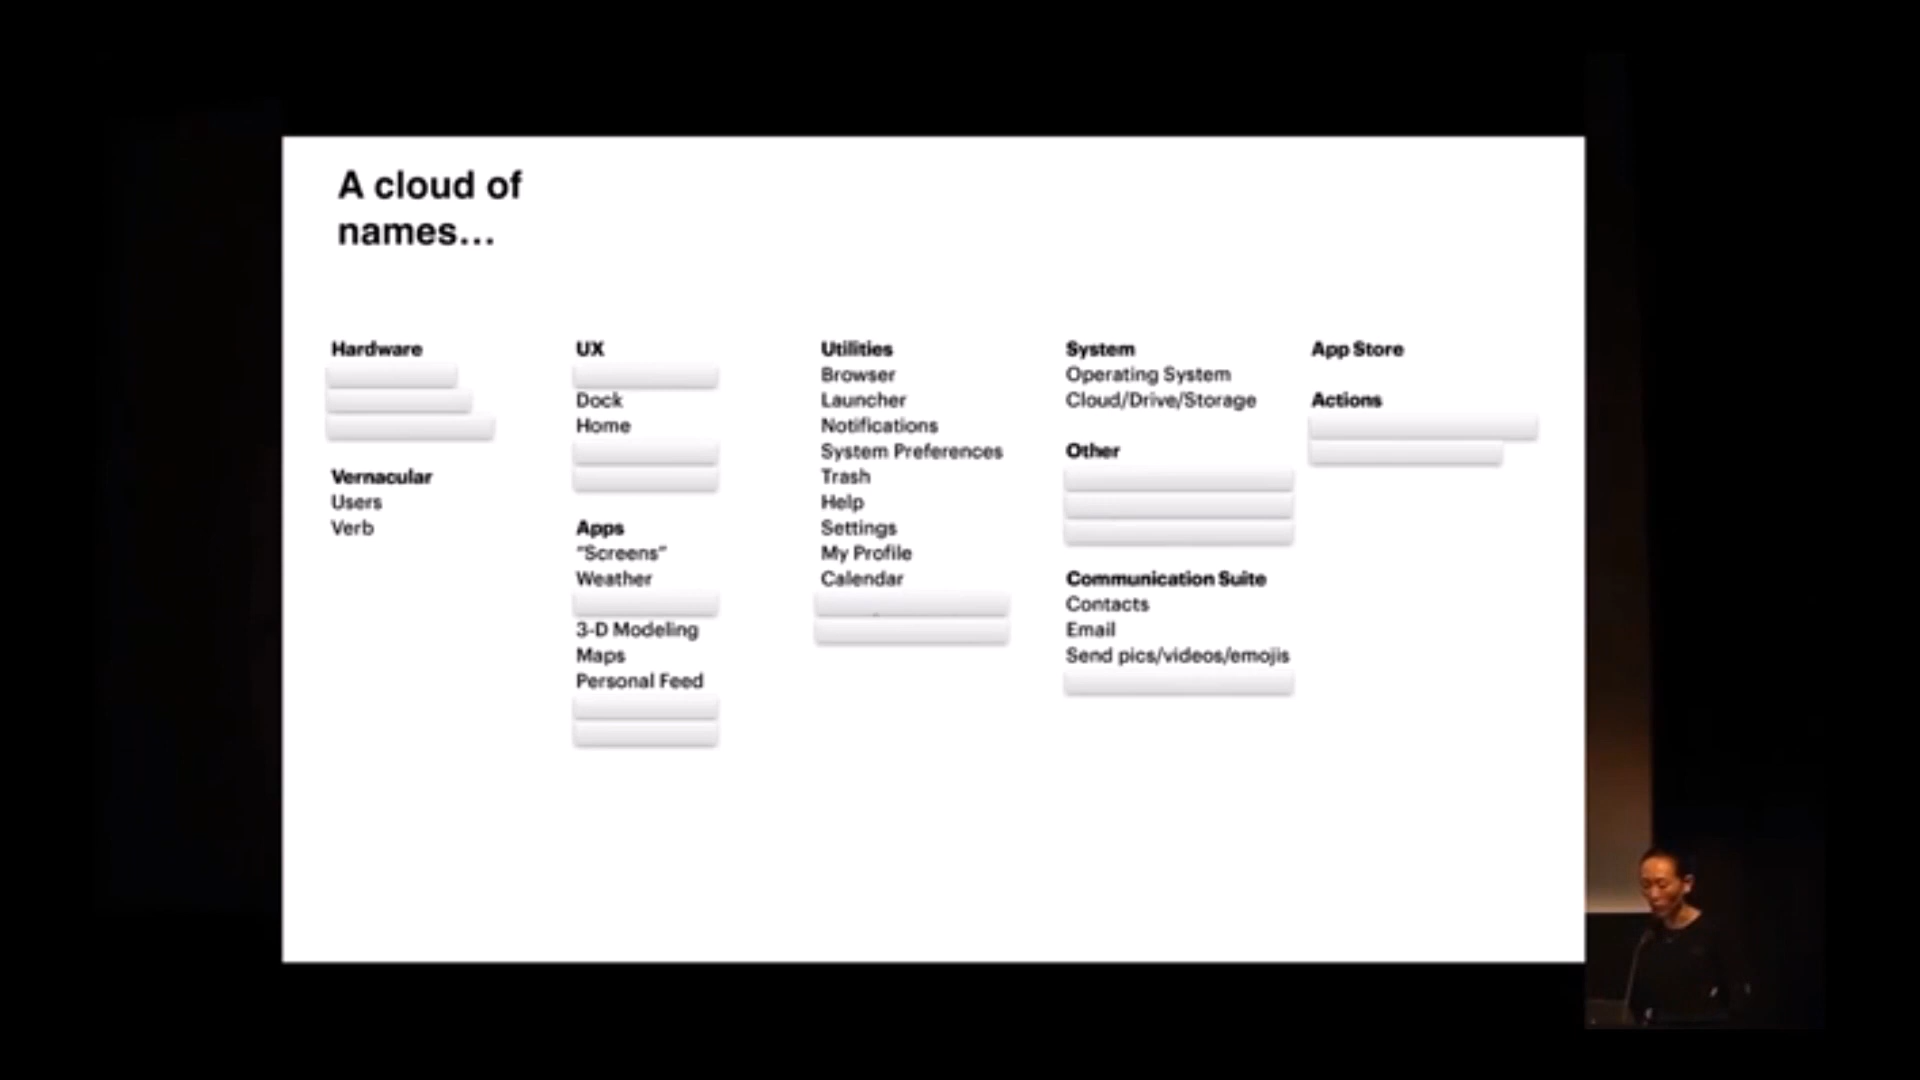 A cloud of
names...
Hardware
Vernacular
Users
Verb
UX
Dock
Home
Apps
"Screens"
Weather
3-D Modeling
Maps
Personal Feed
Utilities
Browser
Launcher
Notifications
System Preferences
Trash
Help
Settings
My Profile
Calendar
System
Operating System
Cloud/Drive/Storage
Other
Communication Suite
Contacts
Email
Send pics/videos/emojis
App Store
Actions